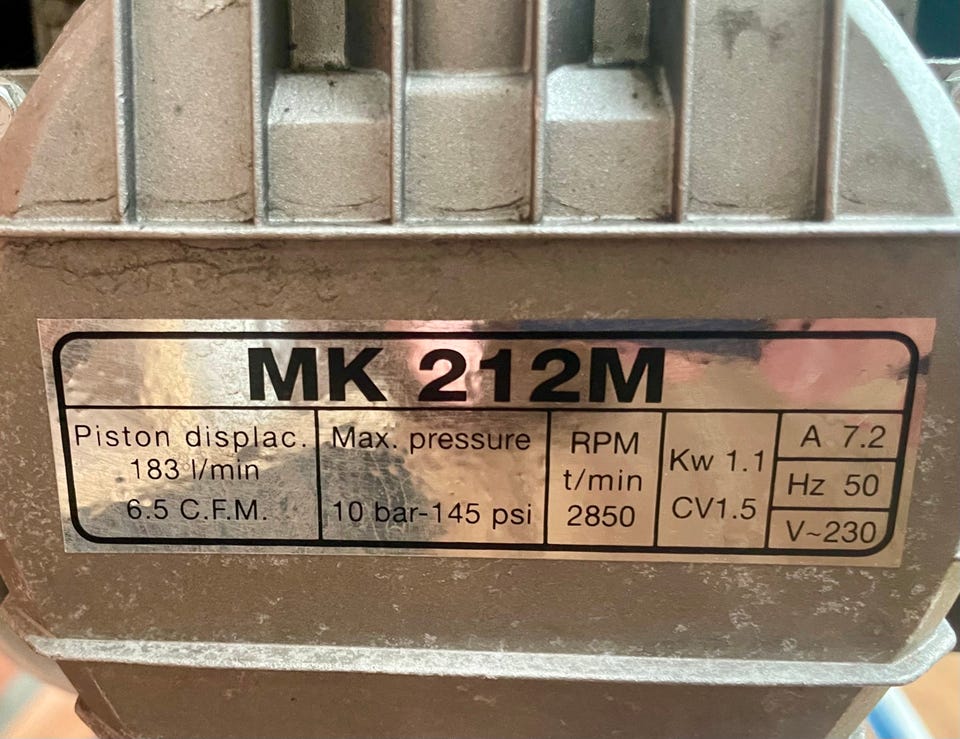 MK 212M
Piston displac.
183 l/min
6.5 C.F.M.
Max. pressure
10 bar-145 psi
RPM
t/min
2850
Kw 1.1
CV1.5
A 7.2
Hz 50
V~230